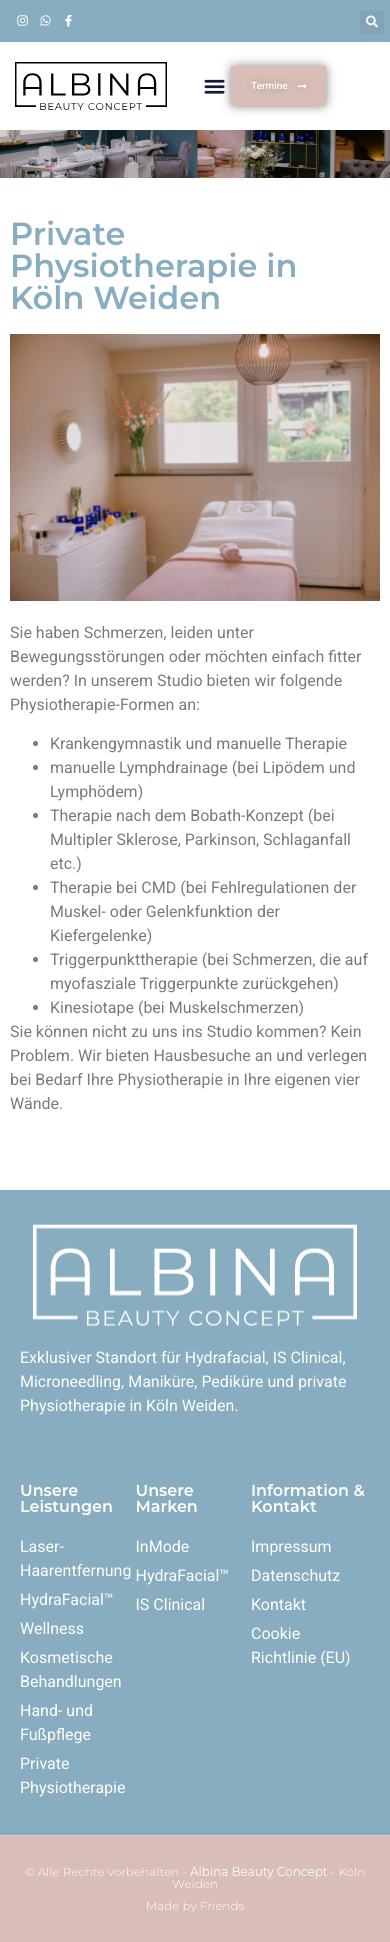 ALBINA
BEAUTY CONCEPT
Termine
Private
Physiotherapie in
Köln Weiden
Sie haben Schmerzen, leiden unter
Bewegungsstörungen oder möchten einfach fitter
werden? In unserem Studio bieten wir folgende
Physiotherapie-Formen an:
• Krankengymnastik und manuelle Therapie
• manuelle Lymphdrainage (bei Lipödem und
Lymphödem)
• Therapie nach dem Bobath-Konzept (bei
Multipler Sklerose, Parkinson, Schlaganfall
etc.)
• Therapie bei CMD (bei Fehlregulationen der
Muskel- oder Gelenkfunktion der
Kiefergelenke)
• Triggerpunkttherapie (bei Schmerzen, die auf
myofasziale Triggerpunkte zurückgehen)
• Kinesiotape (bei Muskelschmerzen)
Sie können nicht zu uns ins Studio kommen? Kein
Problem. Wir bieten Hausbesuche an und verlegen
bei Bedarf Ihre Physiotherapie in Ihre eigenen vier
Wände.
ALBINA
BEAUTY CONCEPT
Exklusiver Standort für Hydrafacial, IS Clinical,
Microneedling, Maniküre, Pediküre und private
Physiotherapie in Köln Weiden.
Unsere
Leistungen
Laser-
Haarentfernung
HydraFacial™
Wellness
Kosmetische
Behandlungen
Hand- und
Fußpflege
Private
Physiotherapie
Unsere
Marken
InMode
HydraFacial™
IS Clinical
Information &
Kontakt
Impressum
Datenschutz
Kontakt
Cookie
Richtlinie (EU)
© Alle Rechte vorbehalten - Albina Beauty Concept - Köln
Weiden
Made by Friends